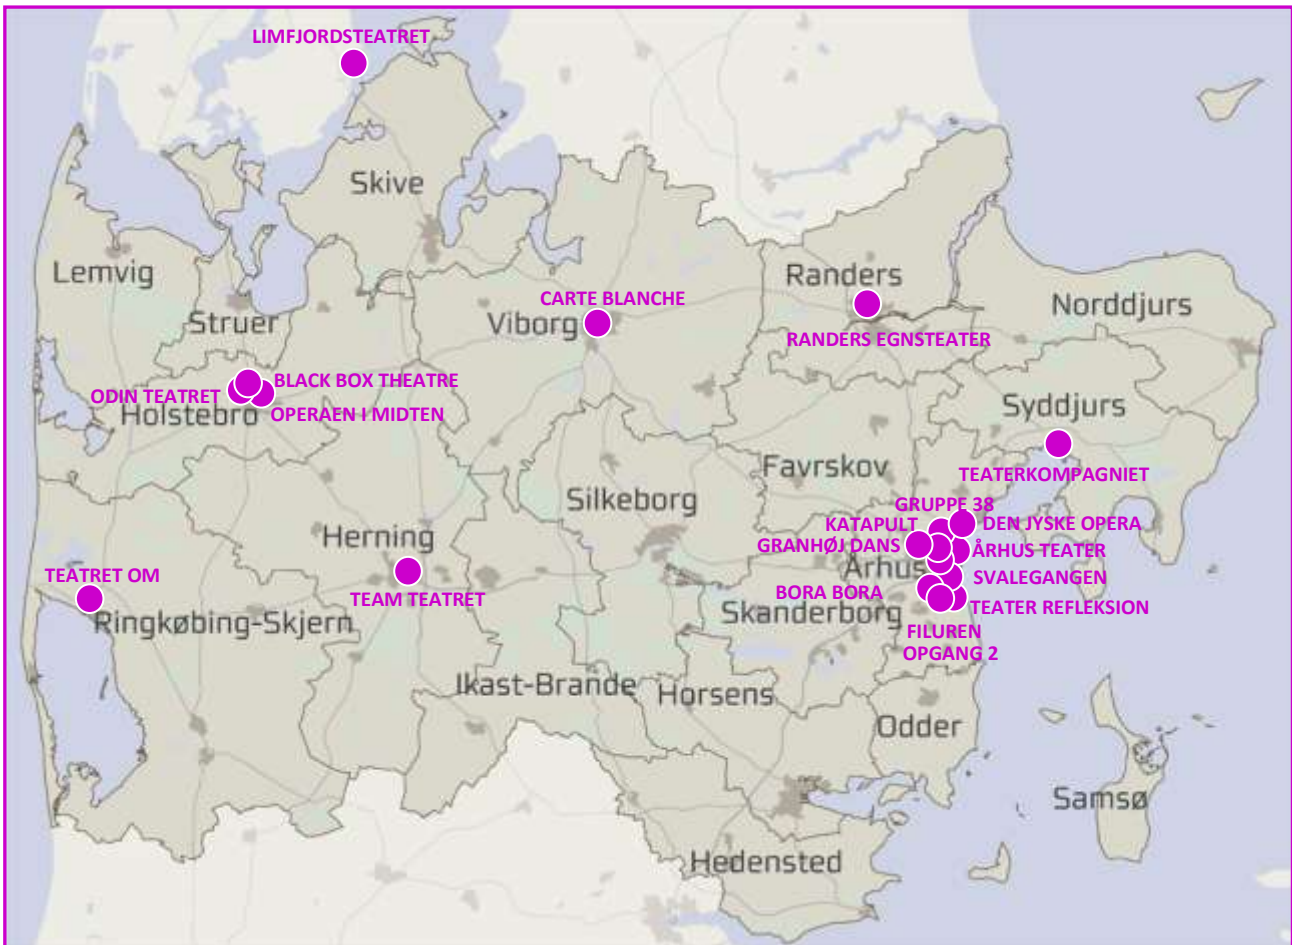 LIMFJORDSTEATRET
Skive
Lemvig
Randers
CARTE BLANCHE
Norddjurs
Struer
Viborg
RANDERS EGNSTEATER
BLACK BOX THEATRE
ODIN TEATRET
Holstebro
OPERAEN I MIDTEN
Syddjurs
Favrskov
TEATERKOMPAGNIET
Silkeborg
GRUPPE 38
KATAPULT
DEN JYSKE OPERA
Herning
GRANHØJ DANS
ÅRHUS TEATER
Århus
TEATRET OM
SVALEGANGEN
TEAM TEATRET
BORA BORA
TEATER REFLEKSION
Ringkøbing-Skjern
Skanderborg
FILUREN
OPGANG 2
Ikast-Brande
Horsens
Odder
Samsø
Hedensted